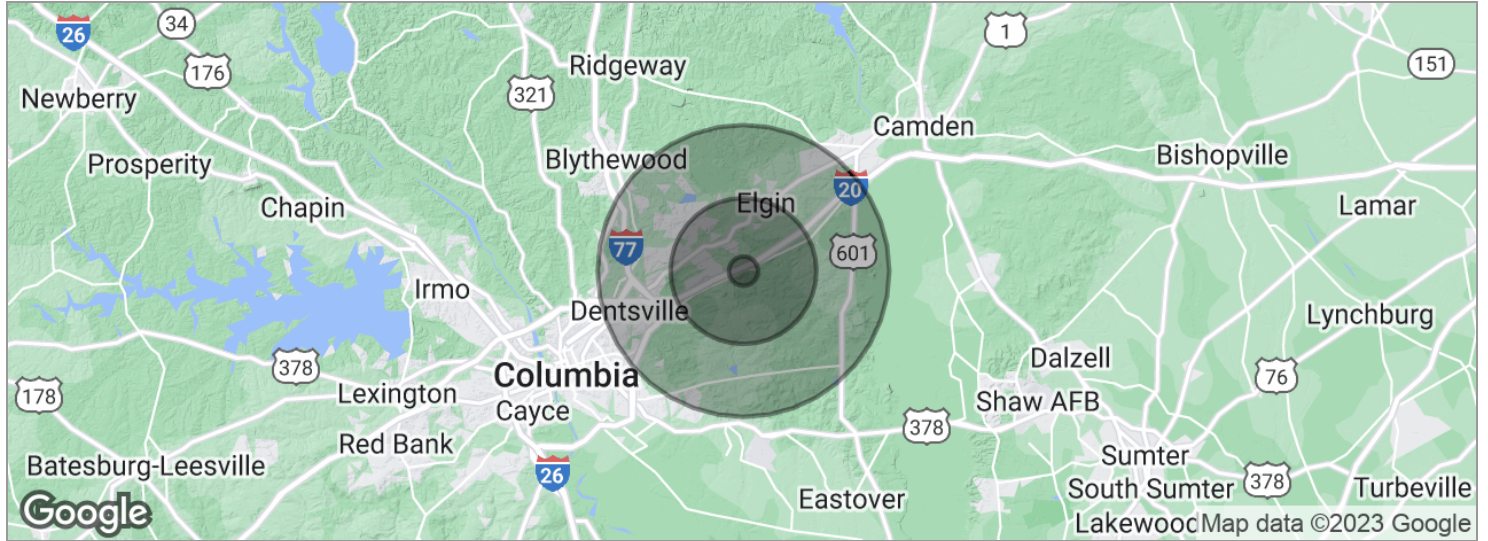 26
34
1
Ridgeway
176
151
321
Newberry
Camden
Blythewood
Bishopville
Prosperity
20
Elgin
Chapin
Lamar
77
601
Irmo
Dentsville
Lynchburg
Dalzell
378
Columbia
76
Lexington
178
Shaw AFB
Cayce
378
Red Bank
Sumter
Batesburg-Leesville
26
378
South Sumter
Turbeville
Eastover
Google
Lakewood
Map data ©2023 Google